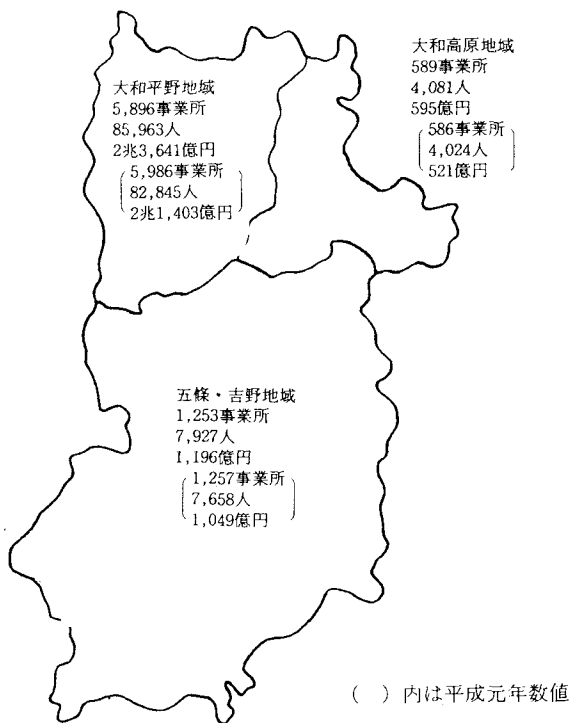 大和平野地域
5,896事業所
85,963人
2兆3,641億円
(5,986事業所
82,845人
2兆1,403億円)
大和高原地域
589事業所
4,081人
595億円
(586事業所
4,024人
521億円)
五條・吉野地域
1,253事業所
7,927人
1,196億円
(1,257事業所
7,658人
1,049億円)
( )内は平成元年数値